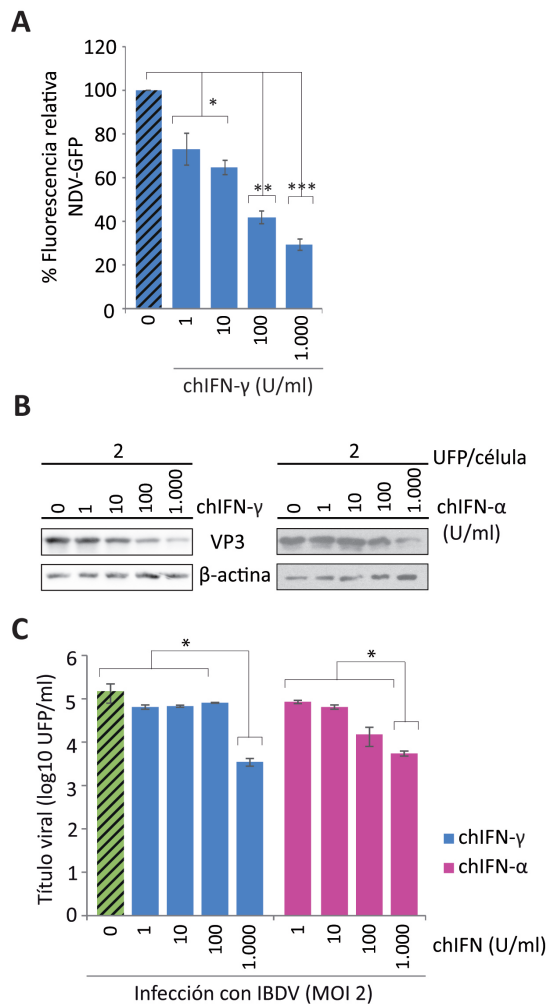 A
% Fluorescencia relativa
NDV-GFP
120
100
80
60
40
20
0
*
**
***
0
1
10
100
1.000
chIFN-γ (U/ml)
B
2
2
UFP/célula
0 1 10 100 1.000
chIFN-γ
0 1 10 100 1.000
chIFN-α
(U/ml)
VP3
β-actina
C
Título viral (log10 UFP/ml)
6
5
4
3
2
1
0
*
*
0 1 10 100 1.000
1 10 100 1.000
chIFN-γ
chIFN-α
chIFN (U/ml)
Infección con IBDV (MOI 2)